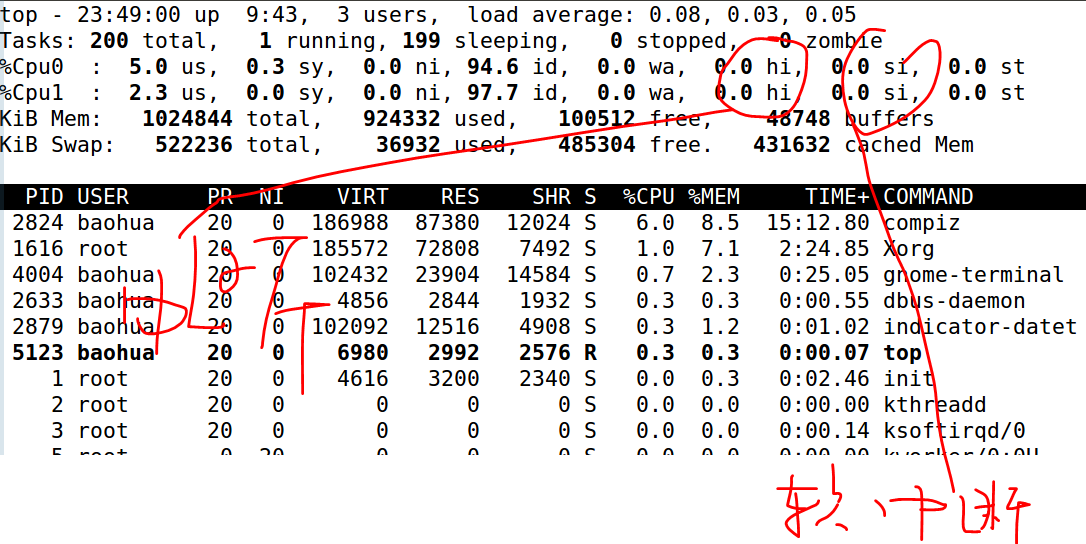 top - 23:49:00 up  9:43,  3 users,  load average: 0.08, 0.03, 0.05
Tasks: 200 total,   1 running, 199 sleeping,   0 stopped,   0 zombie
%Cpu0  :  5.0 us,  0.3 sy,  0.0 ni, 94.6 id,  0.0 wa,  0.0 hi,  0.0 si,  0.0 st
%Cpu1  :  2.3 us,  0.0 sy,  0.0 ni, 97.7 id,  0.0 wa,  0.0 hi,  0.0 si,  0.0 st
KiB Mem:   1024844 total,   924332 used,   100512 free,    48748 buffers
KiB Swap:   522236 total,    36932 used,   485304 free.   431632 cached Mem
PID USER      PR  NI    VIRT    RES    SHR S  %CPU %MEM     TIME+ COMMAND
2824 baohua    20   0  186988  87380  12024 S   6.0  8.5  15:12.80 compiz
1616 root      20   0  185572  72808   7492 S   1.0  7.1   2:24.85 Xorg
4004 baohua    20   0  102432  23904  14584 S   0.7  2.3   0:25.05 gnome-terminal
2633 baohua    20   0    4856   2844   1932 S   0.3  0.3   0:00.55 dbus-daemon
2879 baohua    20   0  102092  12516   4908 S   0.3  1.2   0:01.02 indicator-datet
5123 baohua    20   0    6980   2992   2576 R   0.3  0.3   0:00.07 top
1 root      20   0    4616   3200   2340 S   0.0  0.3   0:02.46 init
2 root      20   0       0      0      0 S   0.0  0.0   0:00.00 kthreadd
3 root      20   0       0      0      0 S   0.0  0.0   0:00.14 ksoftirqd/0
中断
软中断